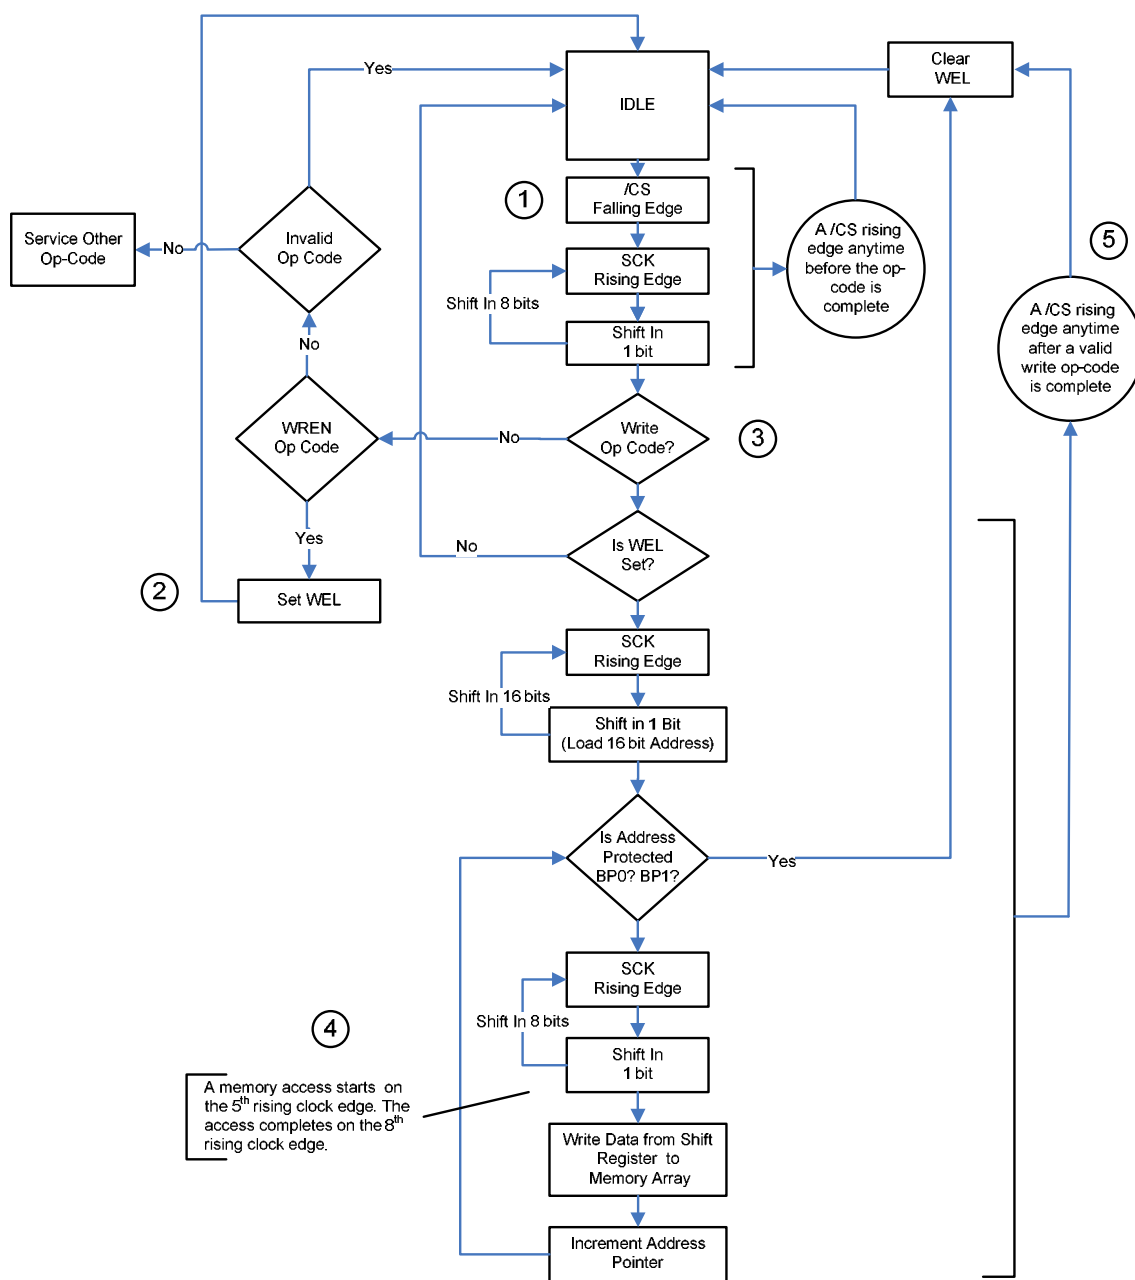 Yes
IDLE
Clear
WEL
1
/CS
Falling Edge
Service Other
Op-Code
No
Invalid
Op Code
SCK
Rising Edge
A /CS rising
edge anytime
before the op-
code is
complete
5
Shift In 8 bits
A /CS rising
edge anytime
after a valid
write op-code
is complete
Shift In
1 bit
No
WREN
Op Code
No
Write
Op Code?
3
Yes
No
Is WEL
Set?
2
Set WEL
SCK
Rising Edge
Shift In 16 bits
Shift in 1 Bit
(Load 16 bit Address)
Is Address
Protected
BP0? BP1?
Yes
SCK
Rising Edge
4
Shift In 8 bits
Shift In
1 bit
A memory access starts on
the 5th rising clock edge. The
access completes on the 8th
rising clock edge.
Write Data from Shift
Register to
Memory Array
Increment Address
Pointer